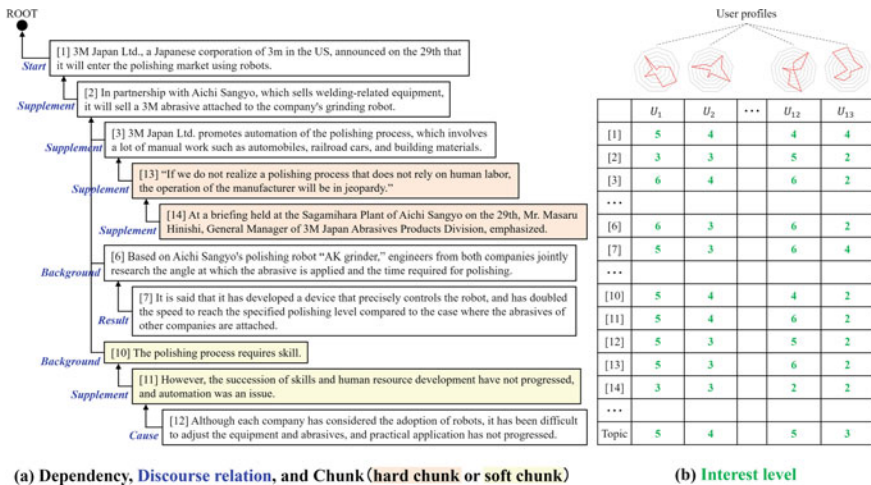 ROOT
[1] 3M Japan Ltd., a Japanese corporation of 3m in the US, announced on the 29th that
it will enter the polishing market using robots.
Start
[2] In partnership with Aichi Sangyo, which sells welding-related equipment,
it will sell a 3M abrasive attached to the company's grinding robot.
Supplement
[3] 3M Japan Ltd. promotes automation of the polishing process, which involves
a lot of manual work such as automobiles, railroad cars, and building materials.
Supplement
[13] “If we do not realize a polishing process that does not rely on human labor,
the operation of the manufacturer will be in jeopardy.”
Supplement
[14] At a briefing held at the Sagamihara Plant of Aichi Sangyo on the 29th, Mr. Masaru
Hinishi, General Manager of 3M Japan Abrasives Products Division, emphasized.
Supplement
[6] Based on Aichi Sangyo's polishing robot “AK grinder,” engineers from both companies jointly
research the angle at which the abrasive is applied and the time required for polishing.
Background
[7] It is said that it has developed a device that precisely controls the robot, and has doubled
the speed to reach the specified polishing level compared to the case where the abrasives of
other companies are attached.
Result
[10] The polishing process requires skill.
Background
[11] However, the succession of skills and human resource development have not progressed,
and automation was an issue.
Supplement
[12] Although each company has considered the adoption of robots, it has been difficult
to adjust the equipment and abrasives, and practical application has not progressed.
Cause
(a) Dependency, Discourse relation, and Chunk (hard chunk or soft chunk)
User profiles
U1 U2 ... U12 U13
[1] 5 4 4 4
[2] 3 3 5 2
[3] 6 4 6 2
...
[6] 6 3 6 2
[7] 5 3 6 4
...
[10] 5 4 4 2
[11] 5 4 6 2
[12] 5 3 5 2
[13] 5 3 6 2
[14] 3 3 2 2
...
Topic 5 4 5 3
(b) Interest level